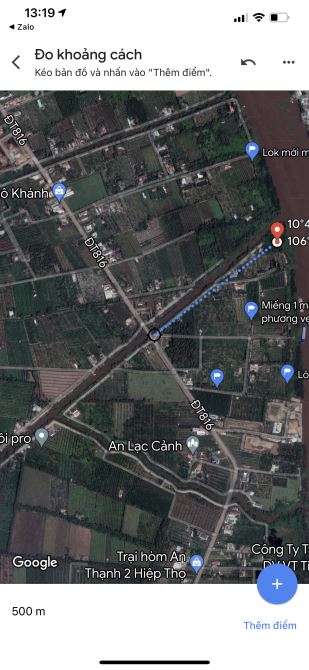 13:19
Zalo
Đo khoảng cách
Kéo bản đồ và nhấn vào "Thêm điểm".
ĐT816
Lok mới m
ô Khánh
10°4
106°
ĐT816
Miếng 1 m
phương vẹ
Lô
ĐT816
ội pro
An Lạc Cảnh
Google
Trại hòm An
Thạnh 2 Hiệp Thọ
Công Ty T
DV VT Ti
500 m
Thêm điểm